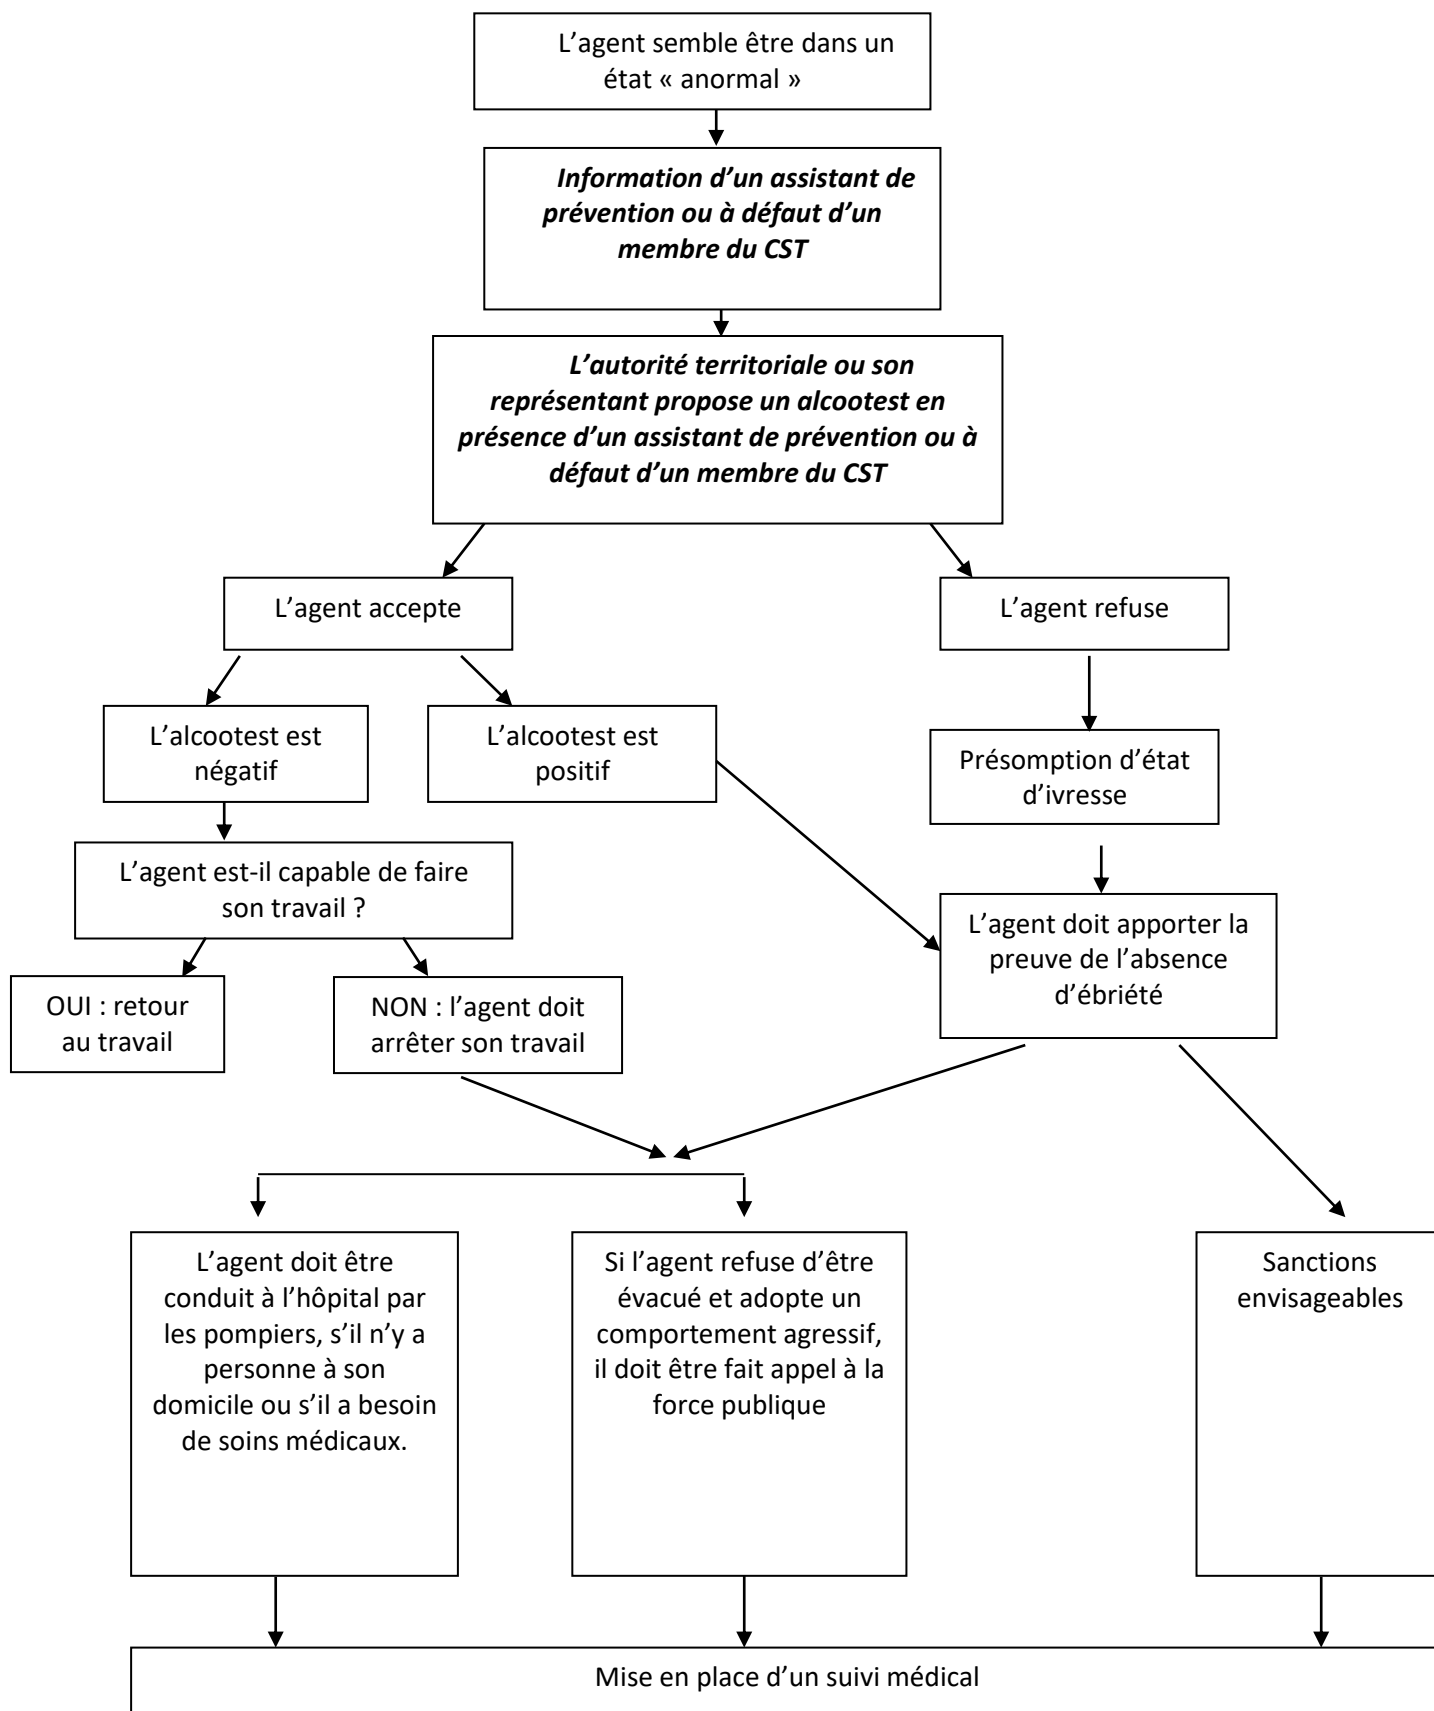 L’agent semble être dans un
état « anormal »
Information d’un assistant de
prévention ou à défaut d’un
membre du CST
L’autorité territoriale ou son
représentant propose un alcootest en
présence d’un assistant de prévention ou à
défaut d’un membre du CST
L’agent accepte
L’agent refuse
L’alcootest est
négatif
L’alcootest est
positif
Présomption d’état
d’ivresse
L’agent est-il capable de faire
son travail ?
L’agent doit apporter la
preuve de l’absence
d’ébriété
OUI : retour
au travail
NON : l’agent doit
arrêter son travail
L’agent doit être
conduit à l’hôpital par
les pompiers, s’il n’y a
personne à son
domicile ou s’il a besoin
de soins médicaux.
Si l’agent refuse d’être
évacué et adopte un
comportement agressif,
il doit être fait appel à la
force publique
Sanctions
envisageables
Mise en place d’un suivi médical